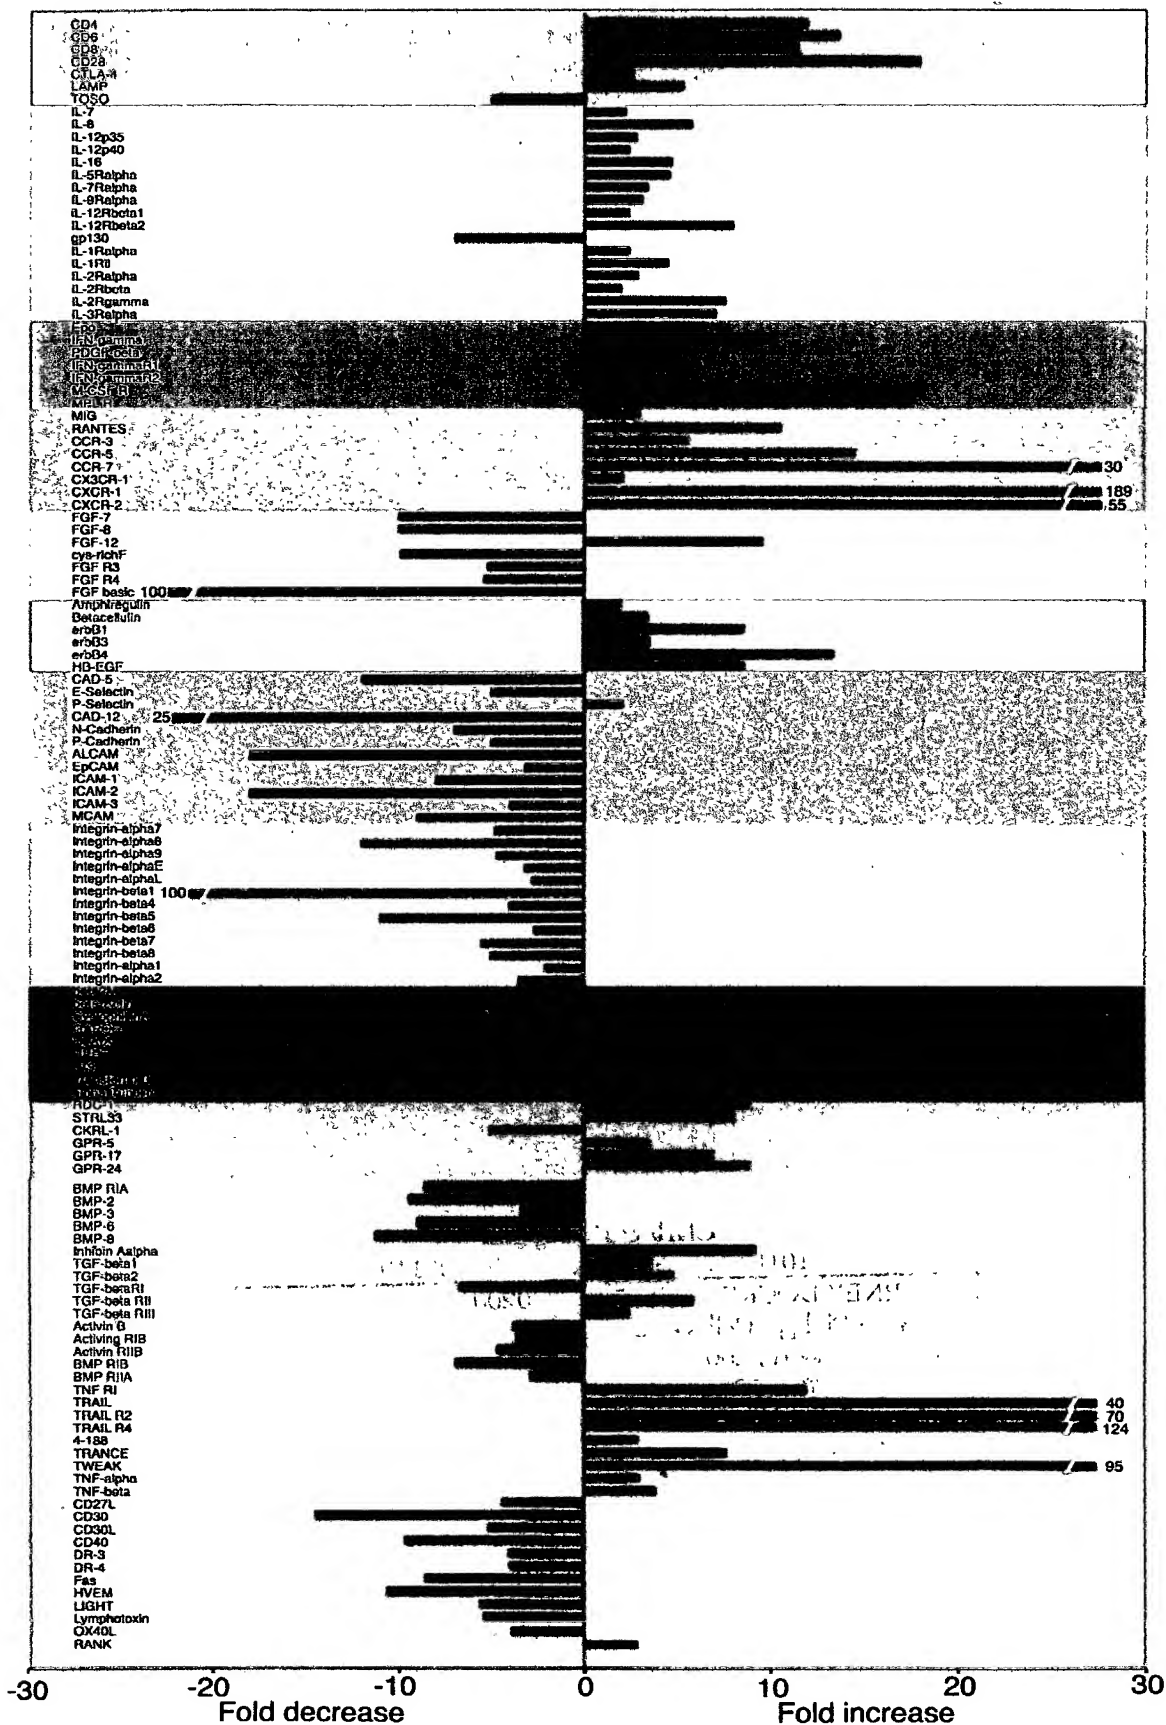 CD4
CD6
CD8
CD28
CTLA-4
LAMP
TOSO
IL-7
IL-8
IL-12p35
IL-12p40
IL-16
IL-5Ralpha
IL-7Ralpha
IL-9Ralpha
IL-12Rbeta1
IL-12Rbeta2
gp130
IL-1Ralpha
IL-1RII
IL-2Ralpha
IL-2Rbeta
IL-2Rgamma
IL-3Ralpha
IFN-gamma
PDGF-beta
IFN-gammaR1
IFN-gammaR2
MIG
RANTES
CCR-3
CCR-5
CCR-7 30
CX3CR-1
CXCR-1 189
CXCR-2 55
FGF-7
FGF-8
FGF-12
cys-richF
FGF R3
FGF R4
FGF basic 100
Amphiregulin
Betacellulin
erbB1
erbB3
erbB4
HB-EGF
CAD-5
E-Selectin
P-Selectin
CAD-12 25
N-Cadherin
P-Cadherin
ALCAM
EpCAM
ICAM-1
ICAM-2
ICAM-3
MCAM
Integrin-alpha7
Integrin-alpha8
Integrin-alpha9
Integrin-alphaE
Integrin-alphaL
Integrin-beta1 100
Integrin-beta4
Integrin-beta5
Integrin-beta6
Integrin-beta7
Integrin-beta8
Integrin-alpha1
Integrin-alpha2
RDC-1
STRL33
CKRL-1
GPR-5
GPR-17
GPR-24
BMP RIA
BMP-2
BMP-3
BMP-6
BMP-8
Inhibin Aalpha
TGF-beta1
TGF-beta2
TGF-betaRI
TGF-beta RII
TGF-beta RIII
Activin B
Activing RIB
Activin RIIB
BMP RIB
BMP RIIA
TNF RI
TRAIL 40
TRAIL R2 70
TRAIL R4 124
4-1BB
TRANCE
TWEAK 95
TNF-alpha
TNF-beta
CD27L
CD30
CD30L
CD40
DR-3
DR-4
Fas
HVEM
LIGHT
Lymphotoxin
OX40L
RANK
-30 -20 -10 0 10 20 30
Fold decrease Fold increase